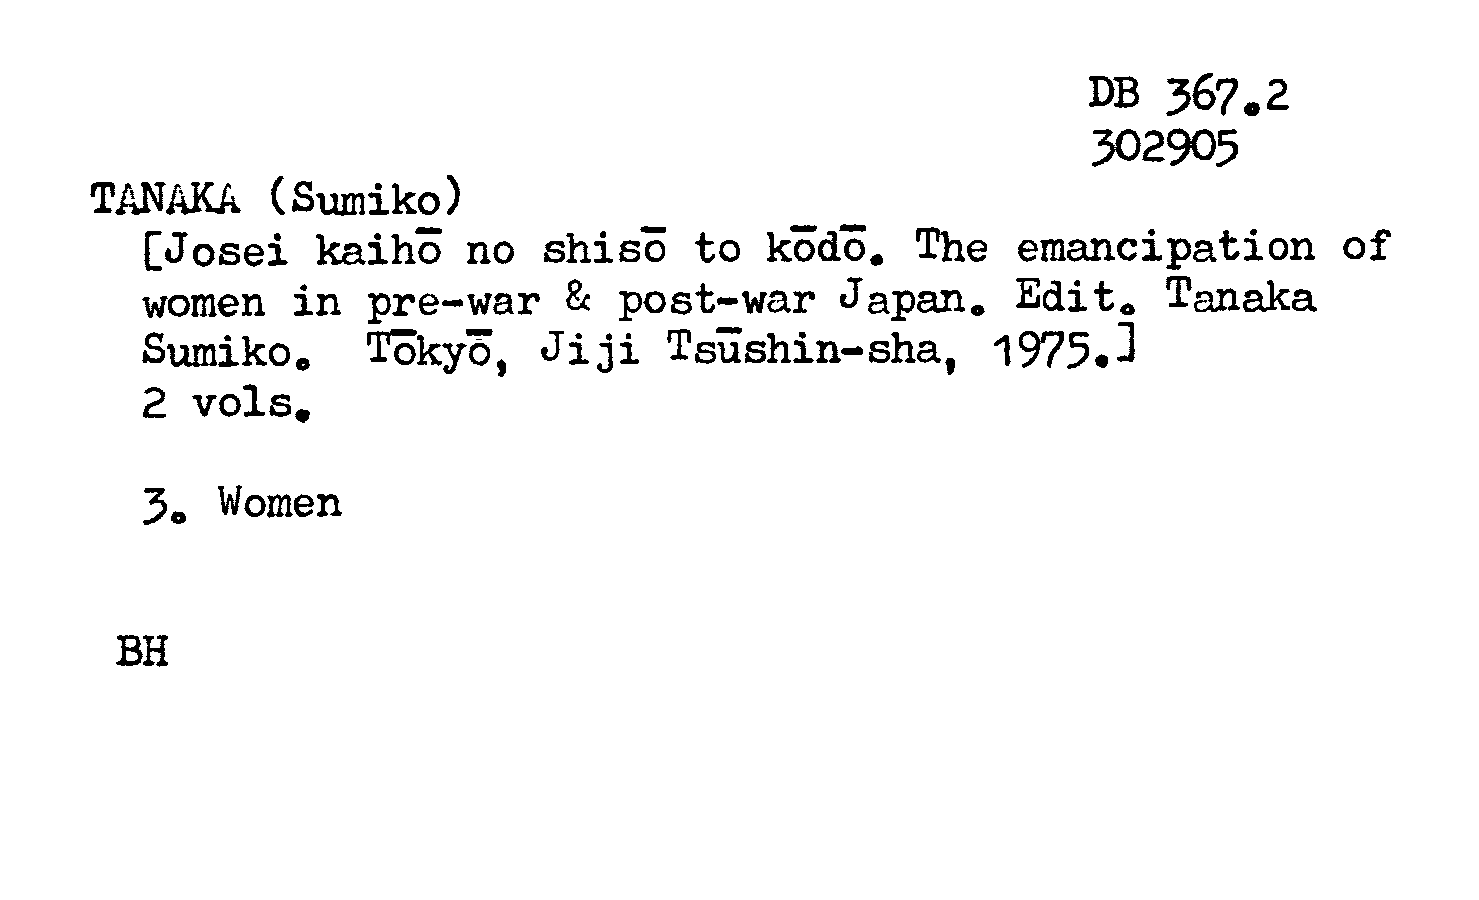 DB 367.2
302905
TANAKA (Sumiko)
[Josei kaihō no shisō to kōdō. The emancipation of
women in pre-war & post-war Japan. Edit. Tanaka
Sumiko. Tōkyō, Jiji Tsūshin-sha, 1975.]
2 vols.
3. Women
BH